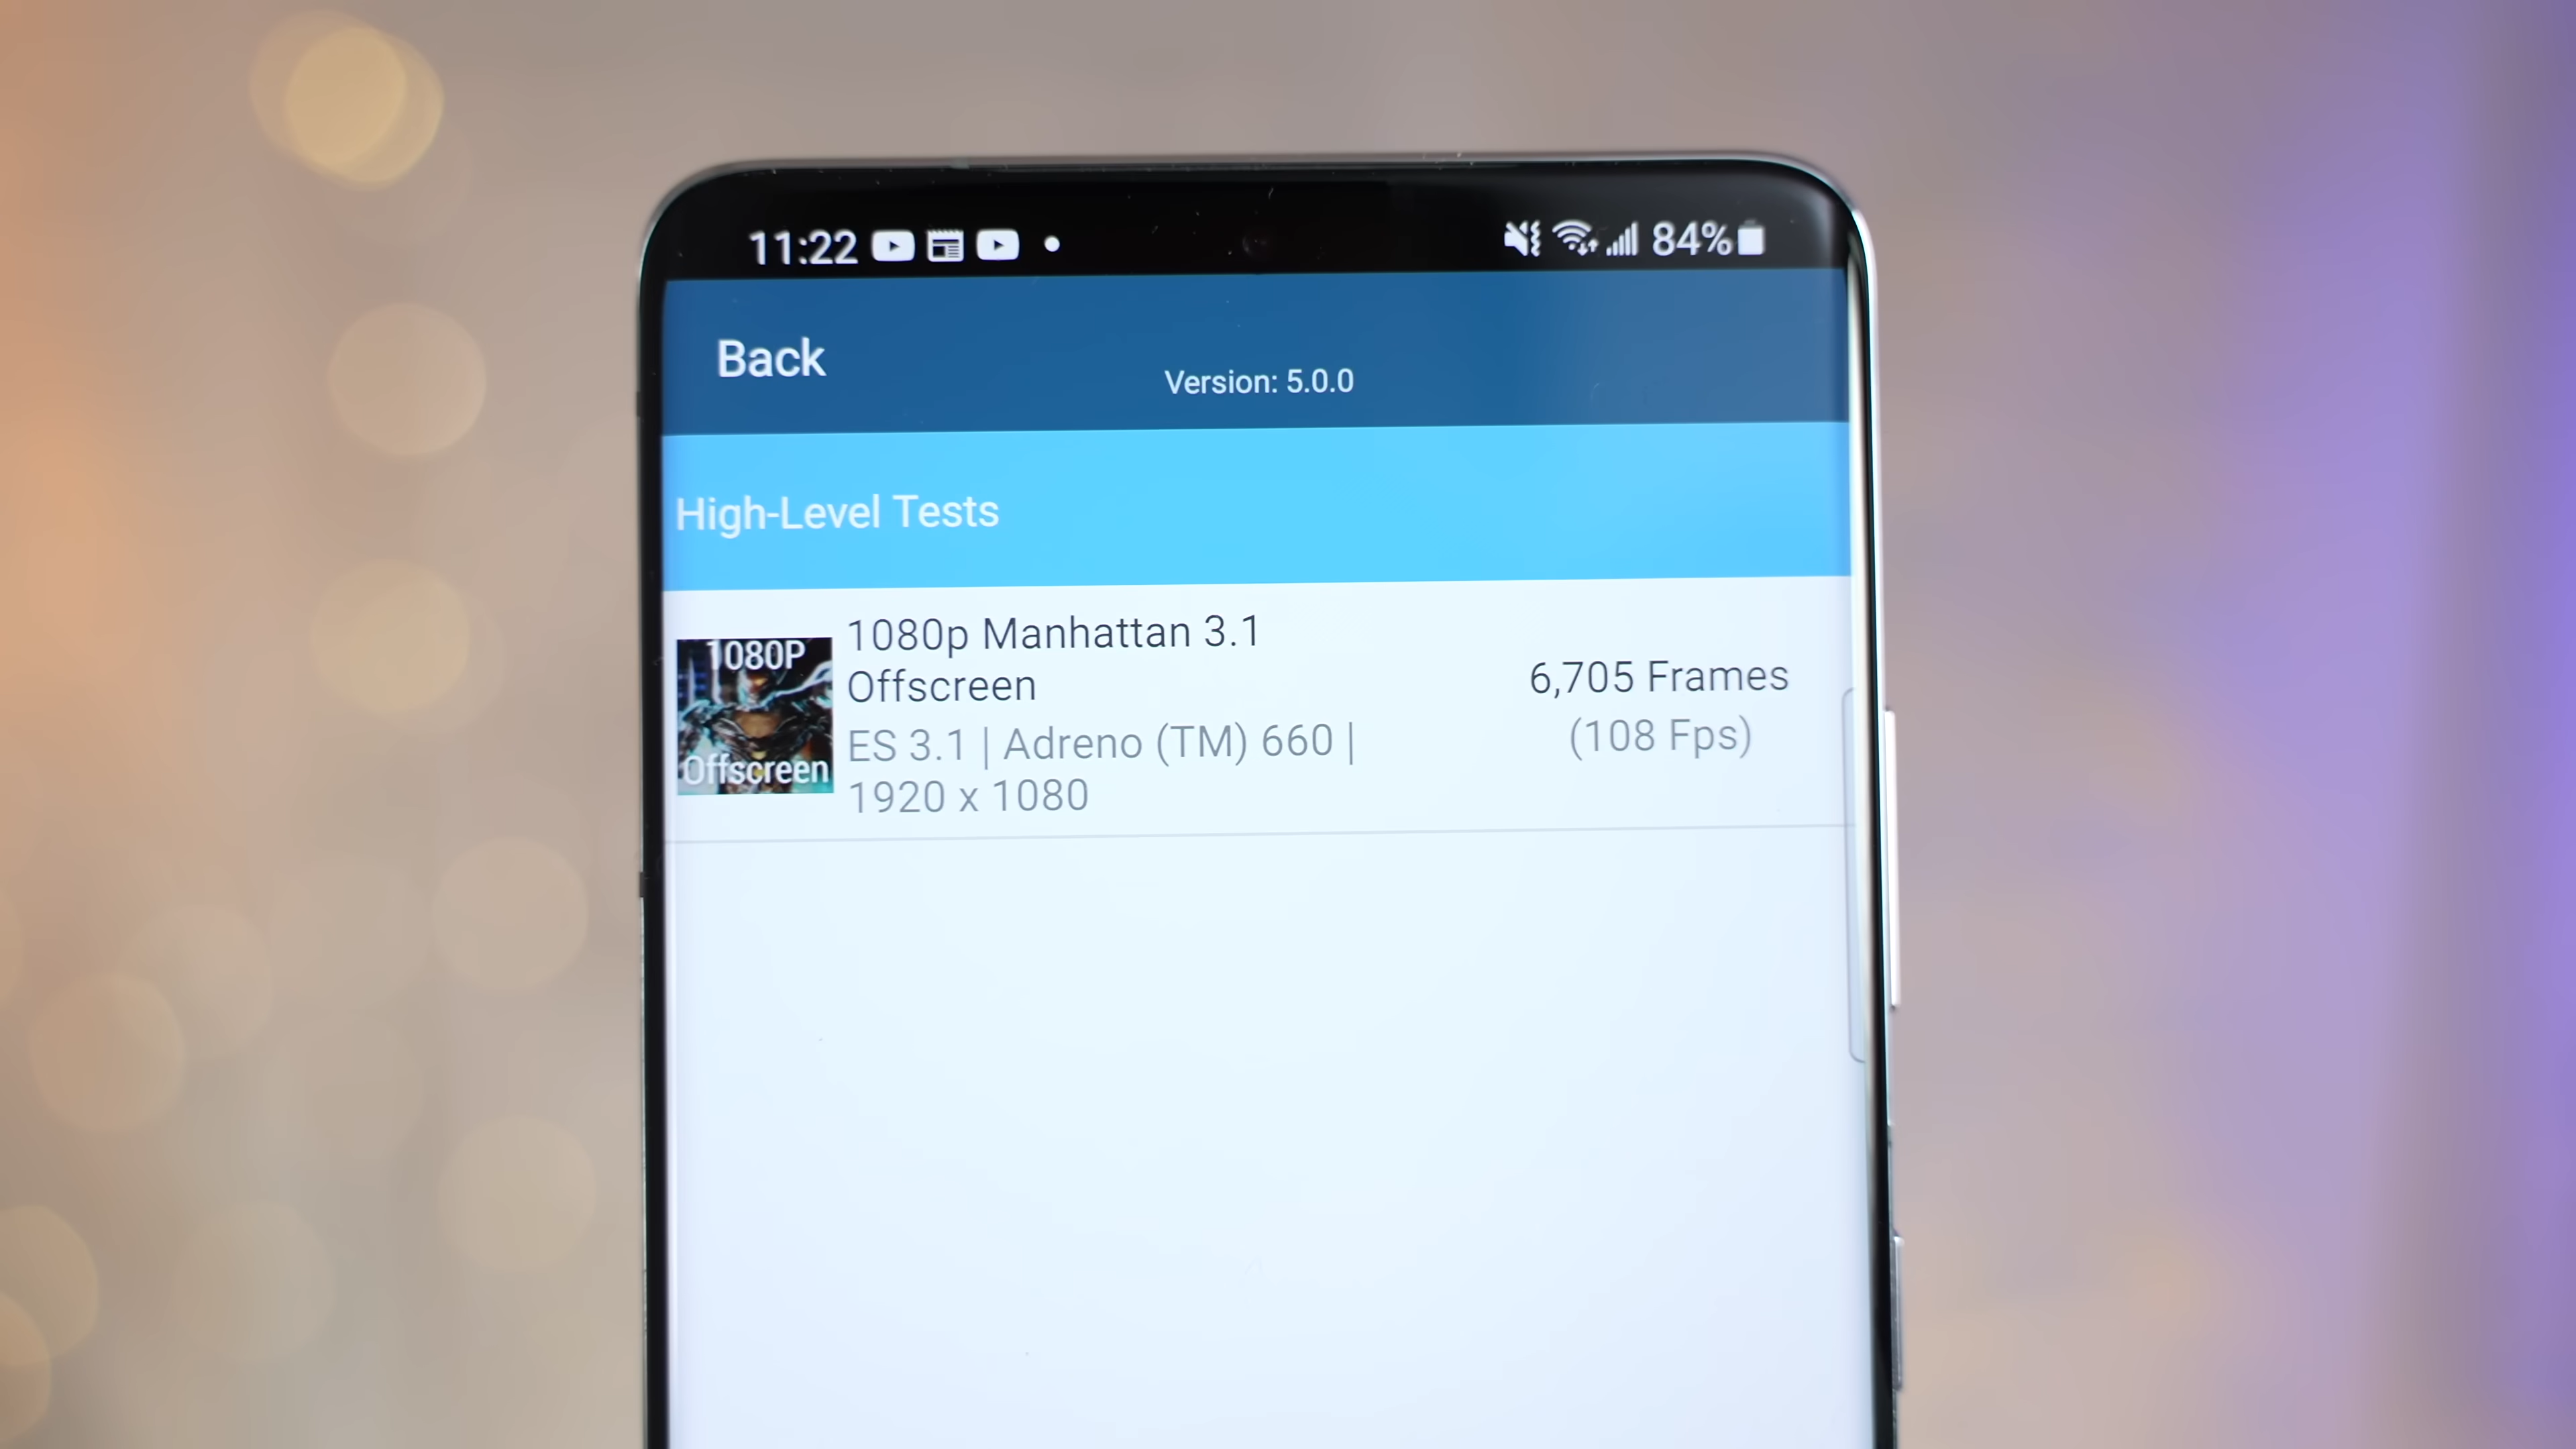 11:22 84%
Back
Version: 5.0.0
High-Level Tests
1080P
Offscreen
1080p Manhattan 3.1
Offscreen
ES 3.1 | Adreno (TM) 660 |
1920 x 1080
6,705 Frames
(108 Fps)